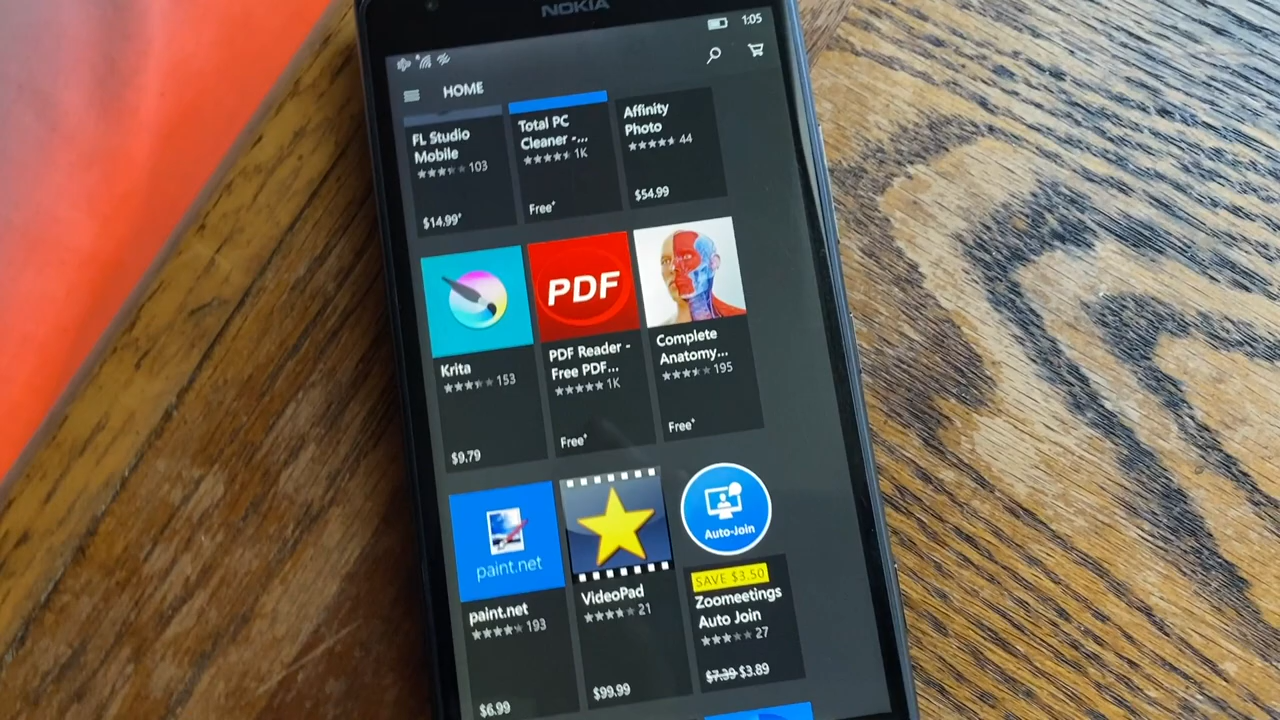 NOKIA
1:05
HOME
FL Studio
Mobile
103
$14.99+
Total PC
Cleaner -...
1K
Free+
Affinity
Photo
44
$54.99
Krita
153
$9.79
PDF
PDF Reader -
Free PDF...
1K
Free+
Complete
Anatomy...
195
Free+
paint.net
paint.net
193
$6.99
VideoPad
21
$99.99
Auto-Join
SAVE $3.50
Zoomeetings
Auto Join
27
$7.39 $3.89